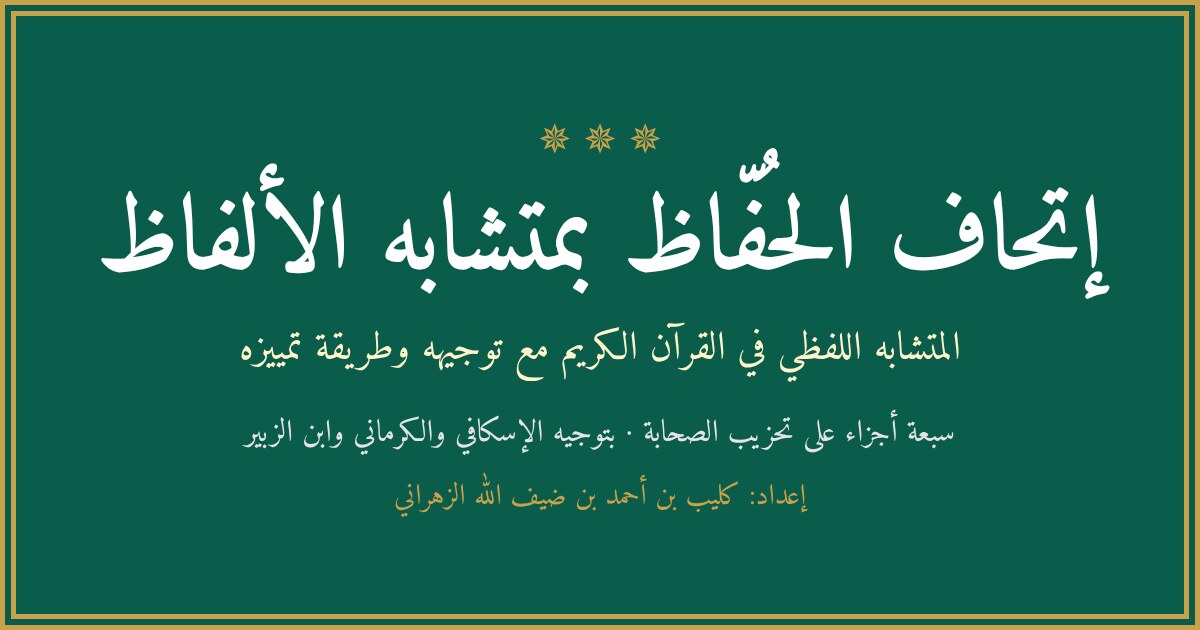 إتحاف الحُفّاظ بمتشابه الألفاظ
المتشابه اللفظي في القرآن الكريم مع توجيهه وطريقة تمييزه
سبعة أجزاء على تحزيب الصحابة · بتوجيه الإسكافي والكرماني وابن الزبير
إعداد: كليب بن أحمد بن ضيف الله الزهراني